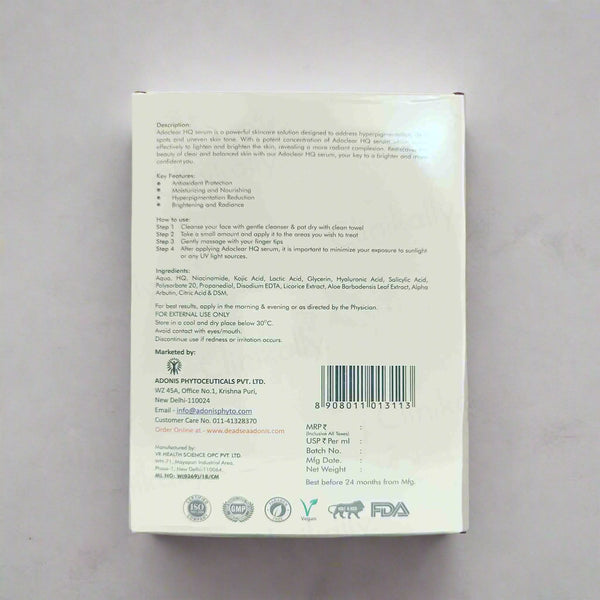 Description:
Adoclear HQ serum is a powerful skincare solution designed to address hyperpigmentation,
spots and uneven skin tone. With a potent concentration of Adoclear HQ serum
effectively to lighten and brighten the skin, revealing a more radiant complexion.
beauty of clear and balanced skin with our Adoclear HQ serum, your key to a brighter and more
confident you.
Key Features:
Antioxidant Protection
Moisturizing and Nourishing
Hyperpigmentation Reduction
Brightening and Radiance
How to use:
Step 1 Cleanse your face with gentle cleanser & pat dry with clean towel
Step 2 Take a small amount and apply it to the areas you wish to treat
Step 3 Gently massage with your finger tips
Step 4 After applying Adoclear HQ serum, it is important to minimize your exposure to sunlight
or any UV light sources.
Ingredients:
Aqua, HQ, Niacinamide, Kojic Acid, Lactic Acid, Glycerin, Hyaluronic Acid, Salicylic Acid,
Polysorbate 20, Propanediol, Disodium EDTA, Licorice Extract, Aloe Barbadensis Leaf Extract, Alpha
Arbutin, Citric Acid & DSM.
For best results, apply in the morning & evening or as directed by the Physician.
FOR EXTERNAL USE ONLY
Store in a cool and dry place below 30°C.
Avoid contact with eyes/mouth.
Discontinue use if redness or irritation occurs.
Marketed by:
ADONIS PHYTOCEUTICALS PVT. LTD.
WZ 45A, Office No.1, Krishna Puri,
New Delhi-110024
Email - info@adonisphyto.com
Customer Care No. 011-41328370
Order Online at - www.deadseaadonis.com
Manufactured by:
VR HEALTH SCIENCE OPC PVT. LTD.
Mayapuri Industrial Area,
Phase-1, New Delhi-110064,
8 908011 013113
MRP ₹ :
(Inclusive All Taxes)
USP ₹ Per ml :
Batch No. :
Mfg Date. :
Net Weight :
Best before 24 months from Mfg.
ISO
GMP
Vegan
FDA